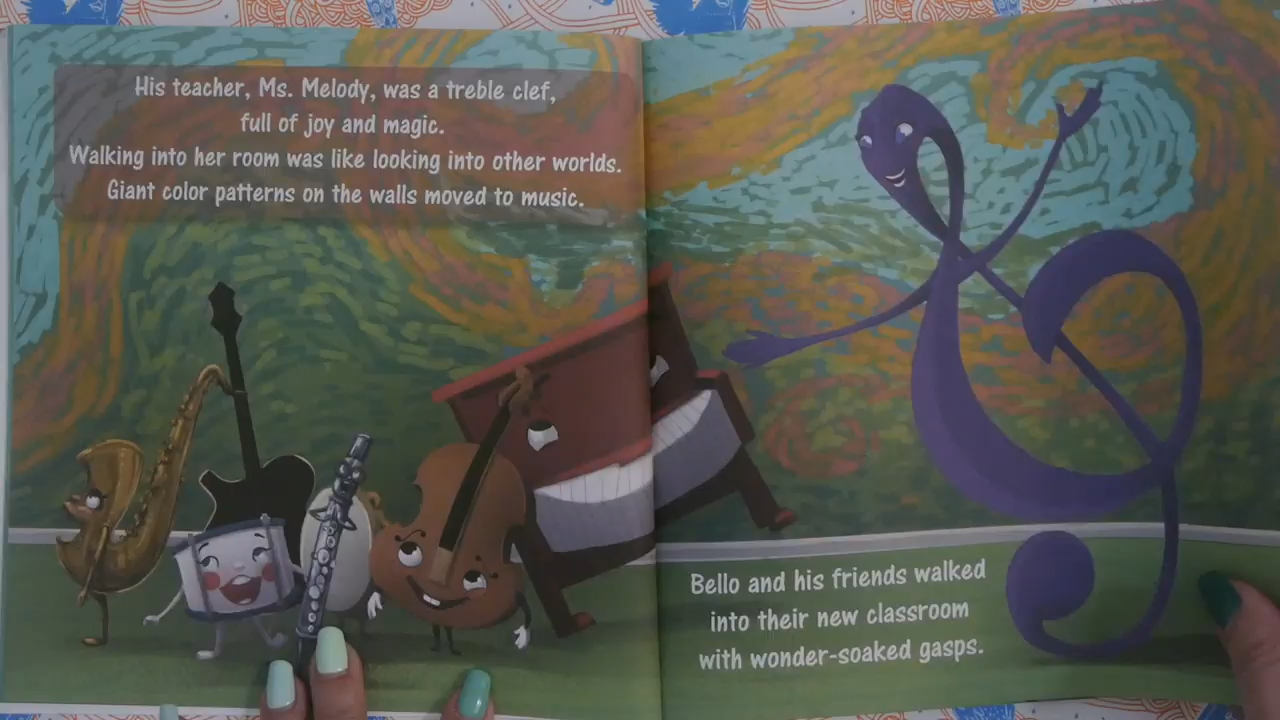 His teacher, Ms. Melody, was a treble clef,
full of joy and magic.
Walking into her room was like looking into other worlds.
Giant color patterns on the walls moved to music.
Bello and his friends walked
into their new classroom
with wonder-soaked gasps.